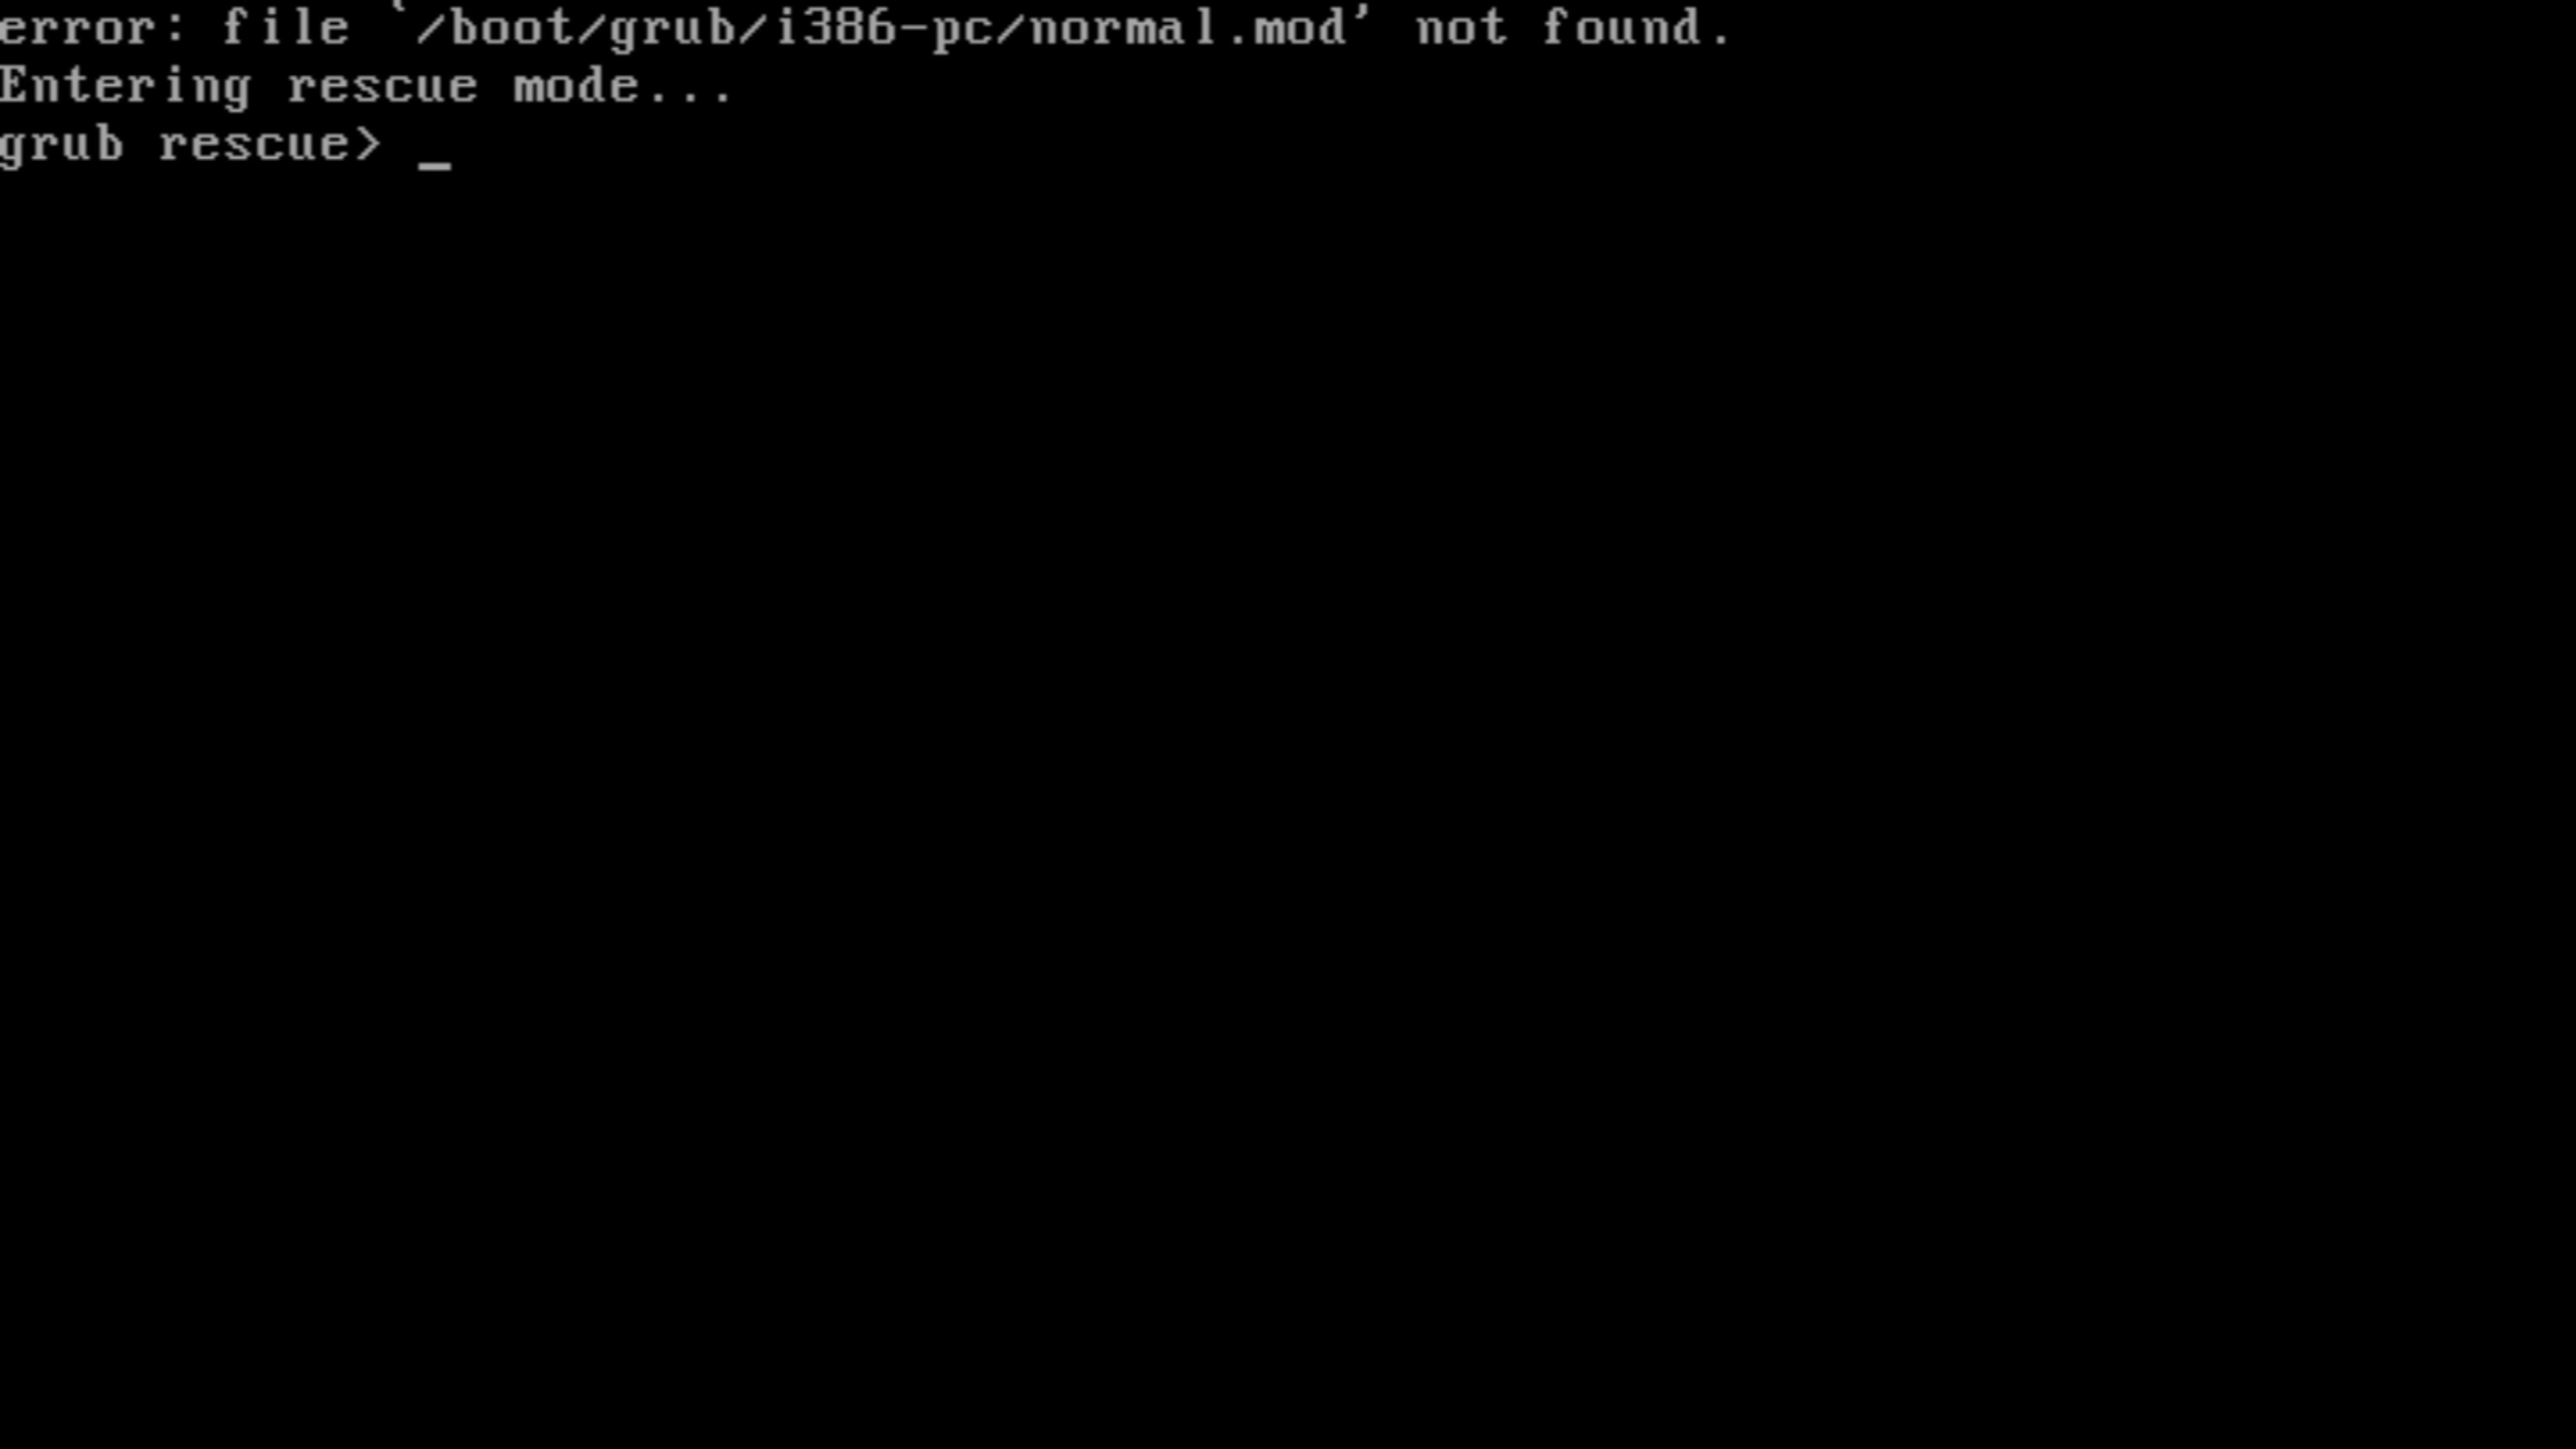 error: file `/boot/grub/i386-pc/normal.mod' not found.
Entering rescue mode...
grub rescue> _